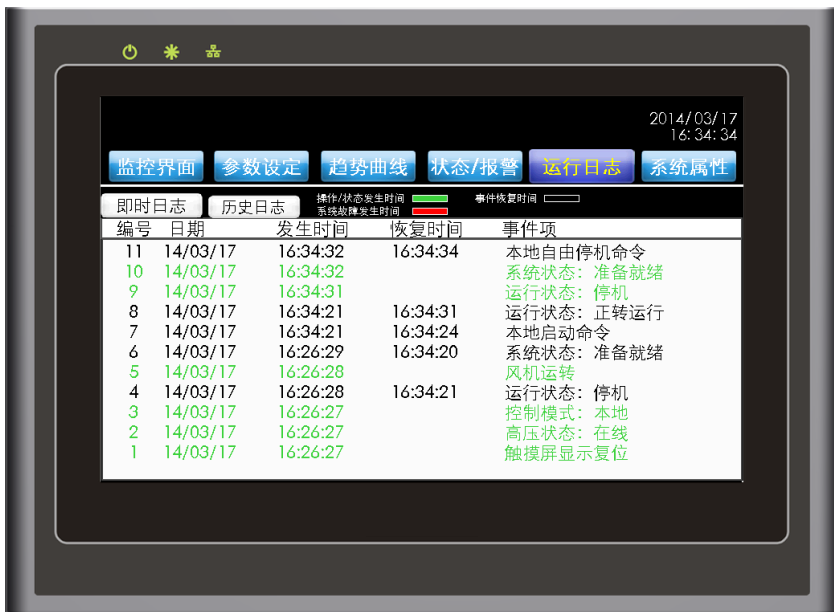 2014/03/17
16:34:34
监控界面 参数设定 趋势曲线 状态/报警 运行日志 系统属性
即时日志 历史日志 操作/状态发生时间 事件恢复时间
系统故障发生时间
编号 日期 发生时间 恢复时间 事件项
11 14/03/17 16:34:32 16:34:34 本地自由停机命令
10 14/03/17 16:34:32 系统状态：准备就绪
9 14/03/17 16:34:31 运行状态：停机
8 14/03/17 16:34:21 16:34:31 运行状态：正转运行
7 14/03/17 16:34:21 16:34:24 本地启动命令
6 14/03/17 16:26:29 16:34:20 系统状态：准备就绪
5 14/03/17 16:26:28 风机运转
4 14/03/17 16:26:28 16:34:21 运行状态：停机
3 14/03/17 16:26:27 控制模式：本地
2 14/03/17 16:26:27 高压状态：在线
1 14/03/17 16:26:27 触摸屏显示复位